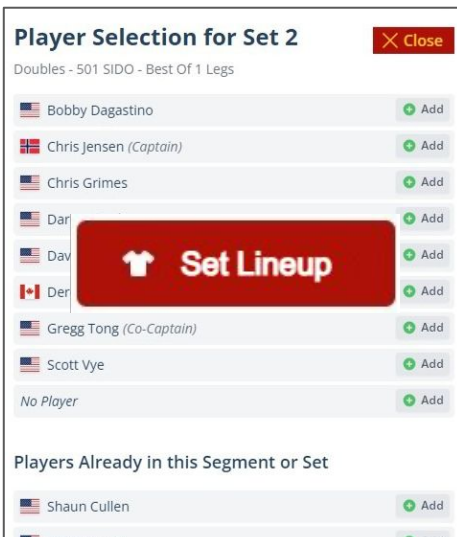 Player Selection for Set 2
Close
Doubles - 501 SIDO - Best Of 1 Legs
Bobby Dagastino
Add
Chris Jensen (Captain)
Add
Chris Grimes
Add
Add
Add
Set Lineup
Add
Gregg Tong (Co-Captain)
Add
Scott Vye
Add
No Player
Add
Players Already in this Segment or Set
Shaun Cullen
Add